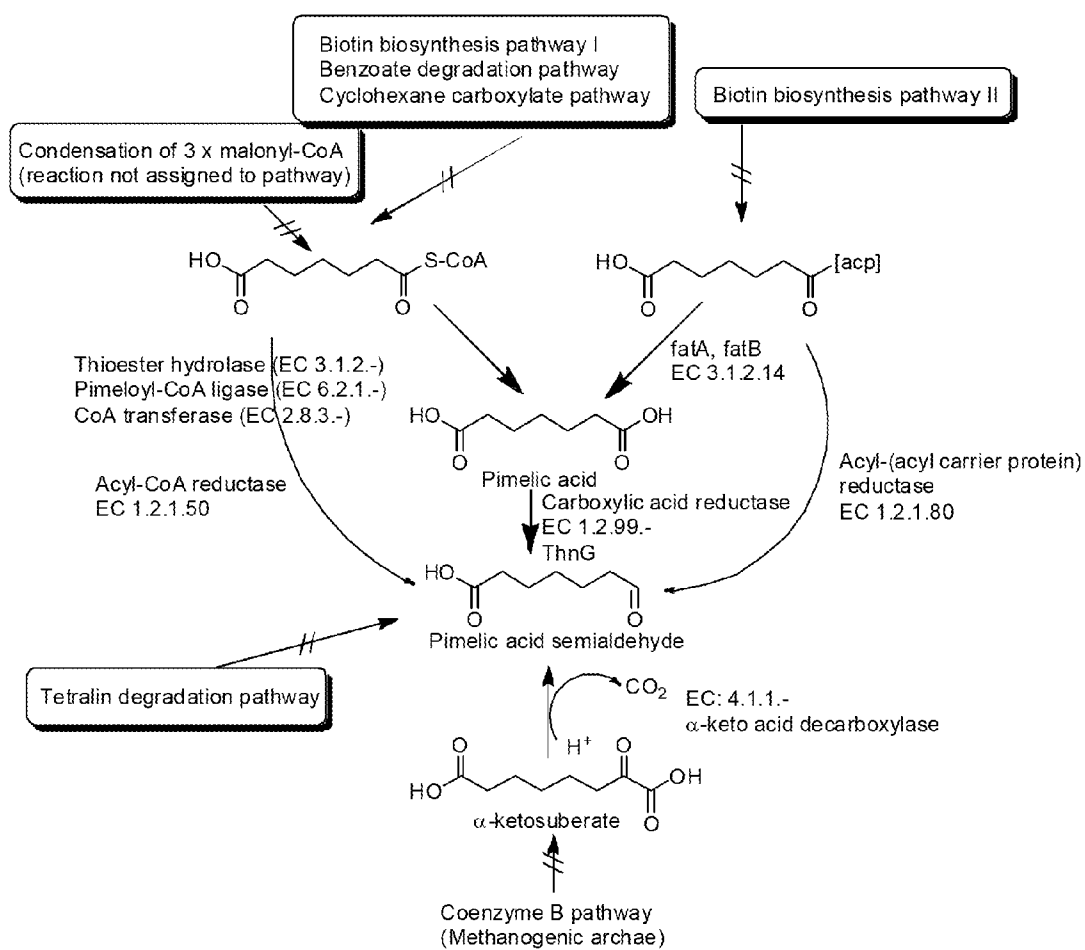 Biotin biosynthesis pathway I
Benzoate degradation pathway
Cyclohexane carboxylate pathway
Biotin biosynthesis pathway II
Condensation of 3 x malonyl-CoA
(reaction not assigned to pathway)
HO
O
O
S-CoA
HO
O
O
[acp]
Thioester hydrolase (EC 3.1.2.-)
Pimeloyl-CoA ligase (EC 6.2.1.-)
CoA transferase (EC 2.8.3.-)
fatA, fatB
EC 3.1.2.14
HO
O
O
OH
Pimelic acid
Acyl-CoA reductase
EC 1.2.1.50
Carboxylic acid reductase
EC 1.2.99.-
ThnG
Acyl-(acyl carrier protein)
reductase
EC 1.2.1.80
HO
O
O
Pimelic acid semialdehyde
Tetralin degradation pathway
CO2
H+
EC: 4.1.1.-
α-keto acid decarboxylase
O
HO
O
OH
O
α-ketosuberate
Coenzyme B pathway
(Methanogenic archae)